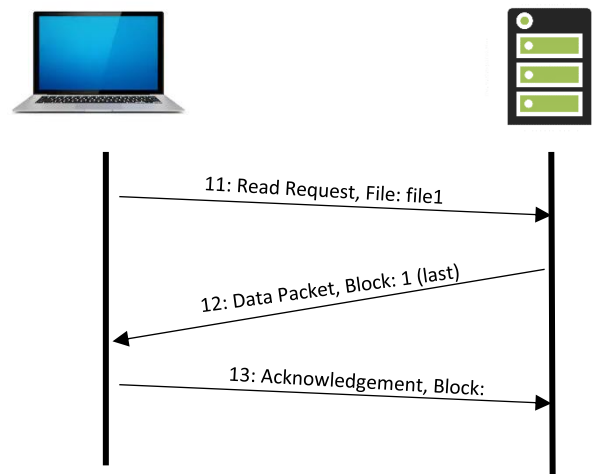 11: Read Request, File: file1
12: Data Packet, Block: 1 (last)
13: Acknowledgement, Block: